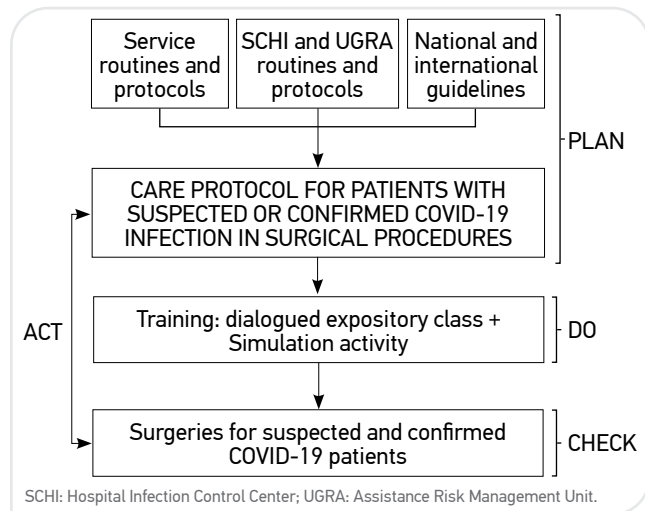 Service
routines and
protocols
SCHI and UGRA
routines and
protocols
National and
international
guidelines
PLAN
CARE PROTOCOL FOR PATIENTS WITH
SUSPECTED OR CONFIRMED COVID-19
INFECTION IN SURGICAL PROCEDURES
ACT
Training: dialogued expository class +
Simulation activity
DO
Surgeries for suspected and confirmed
COVID-19 patients
CHECK
SCHI: Hospital Infection Control Center; UGRA: Assistance Risk Management Unit.